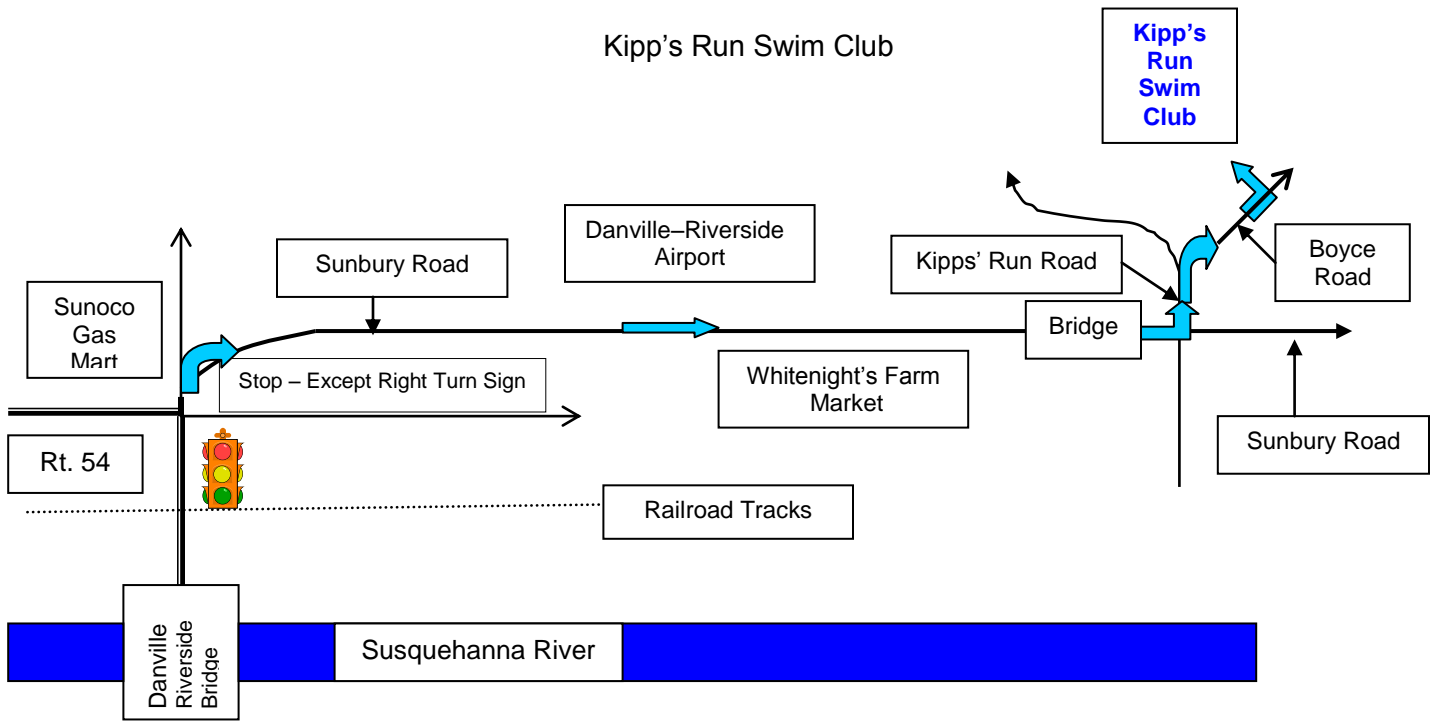 Kipp’s Run Swim Club
Kipp’s
Run
Swim
Club
Danville–Riverside
Airport
Sunbury Road
Kipps’ Run Road
Boyce
Road
Sunoco
Gas
Mart
Bridge
Stop – Except Right Turn Sign
Whitenight’s Farm
Market
Sunbury Road
Rt. 54
Railroad Tracks
Susquehanna River
Danville
Riverside
Bridge